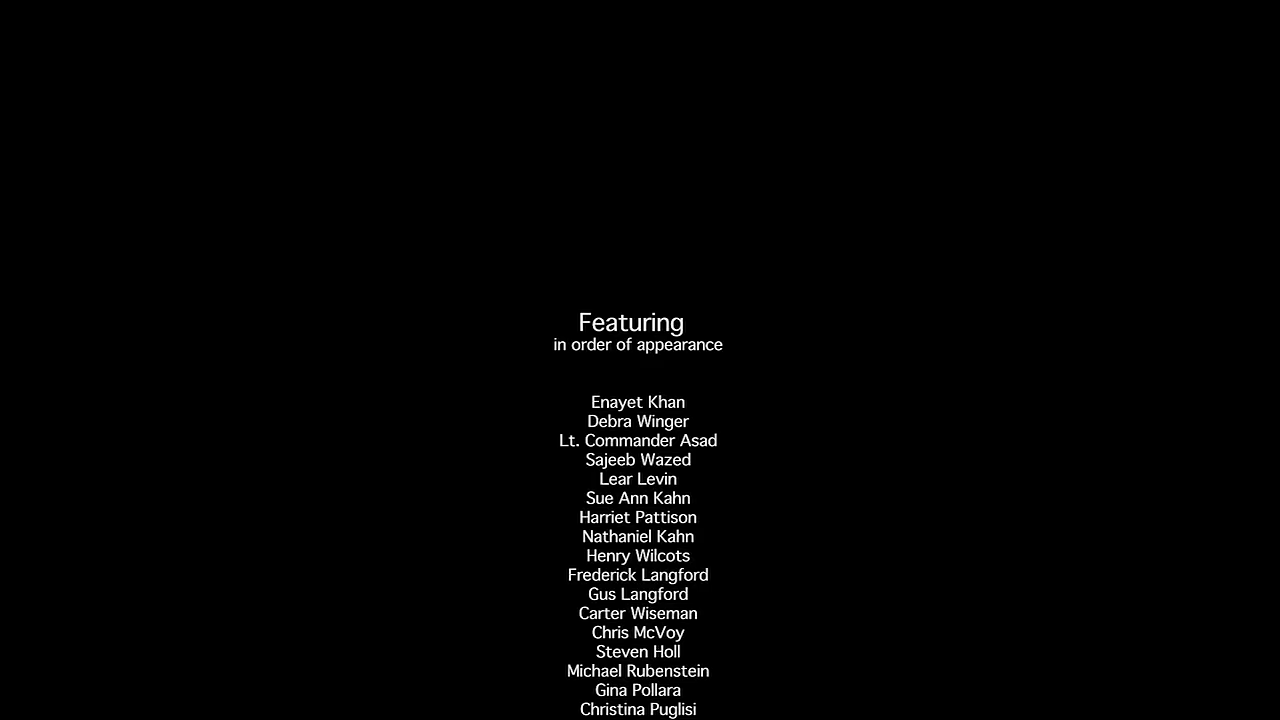 Featuring
in order of appearance
Enayet Khan
Debra Winger
Lt. Commander Asad
Sajeeb Wazed
Lear Levin
Sue Ann Kahn
Harriet Pattison
Nathaniel Kahn
Henry Wilcots
Frederick Langford
Gus Langford
Carter Wiseman
Chris McVoy
Steven Holl
Michael Rubenstein
Gina Pollara
Christina Puglisi